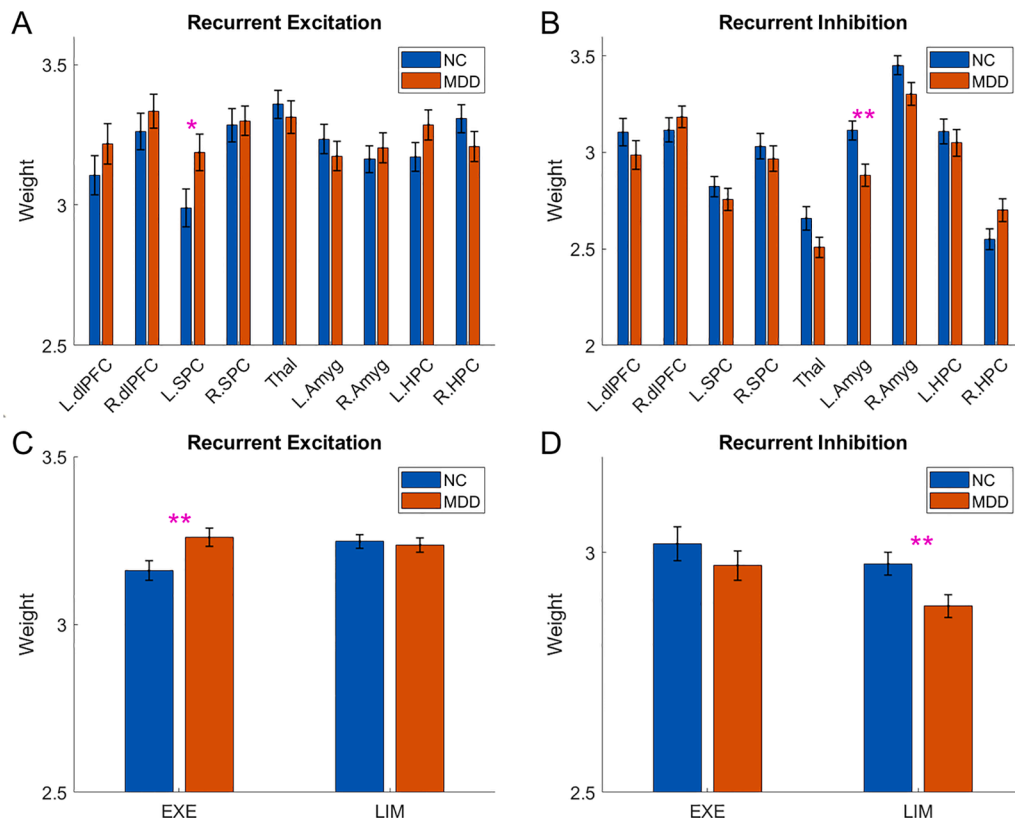 A
Recurrent Excitation
NC
MDD
*
Weight
3.5
3
2.5
L.dlPFC
R.dlPFC
L.SPC
R.SPC
Thal
L.Amyg
R.Amyg
L.HPC
R.HPC
B
Recurrent Inhibition
NC
MDD
**
Weight
3.5
3
2.5
2
L.dlPFC
R.dlPFC
L.SPC
R.SPC
Thal
L.Amyg
R.Amyg
L.HPC
R.HPC
C
Recurrent Excitation
NC
MDD
**
Weight
3.5
3
2.5
EXE
LIM
D
Recurrent Inhibition
NC
MDD
**
Weight
3
2.5
EXE
LIM